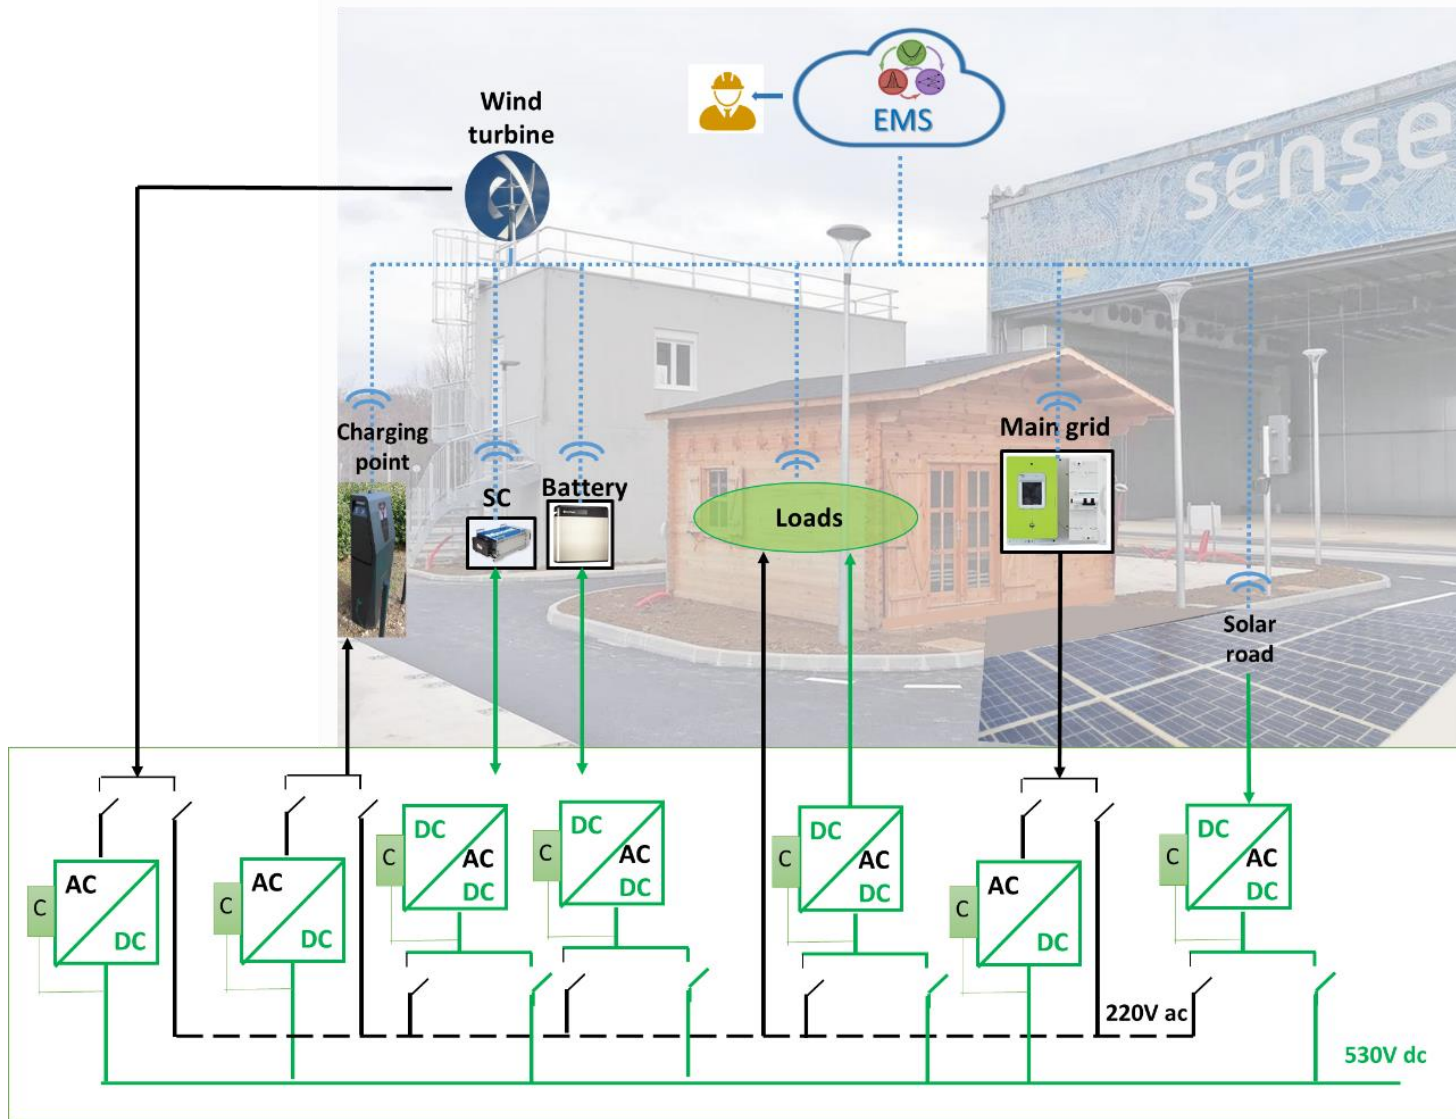 EMS
Wind
turbine
sense
Charging
point
SC
Battery
Loads
Main grid
Solar
road
C
AC
DC
C
AC
DC
C
DC
AC
DC
C
DC
AC
DC
C
DC
AC
DC
C
AC
DC
C
DC
AC
DC
220V ac
530V dc